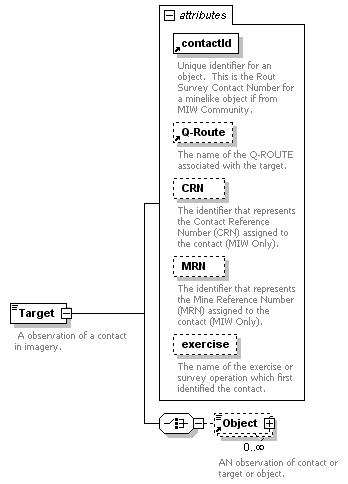 attributes
contactId
Unique identifier for an
object. This is the Rout
Survey Contact Number for
a minelike object if from
MIW Community.
Q-Route
The name of the Q-ROUTE
associated with the target.
CRN
The identifier that represents
the Contact Reference
Number (CRN) assigned to
the contact (MIW Only).
MRN
The identifier that represents
the Mine Reference Number
(MRN) assigned to the
contact (MIW Only).
exercise
The name of the exercise or
survey operation which first
identified the contact.
Target
A observation of a contact
in imagery.
Object
0..∞
AN observation of contact or
target or object.